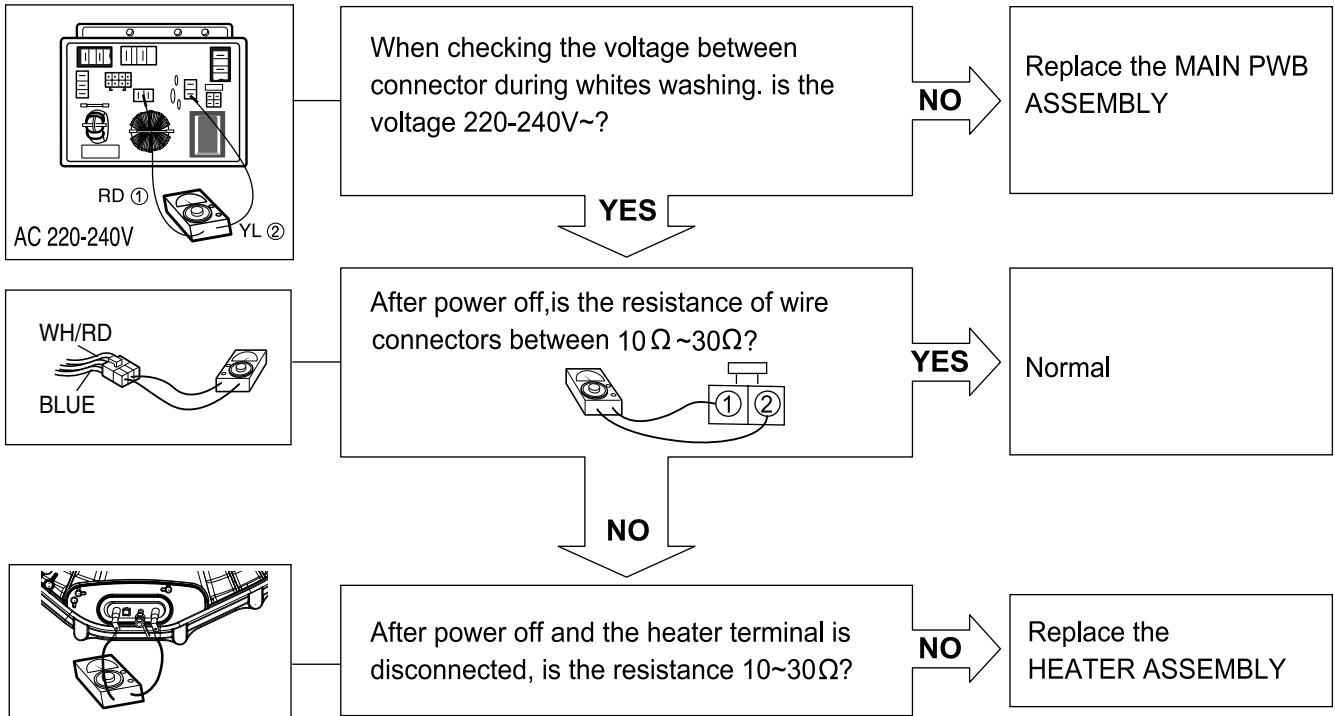 RD ①
YL ②
AC 220-240V
When checking the voltage between
connector during whites washing. is the
voltage 220-240V~?
NO
Replace the MAIN PWB
ASSEMBLY
YES
WH/RD
BLUE
After power off,is the resistance of wire
connectors between 10Ω~30Ω?
① ②
YES
Normal
NO
After power off and the heater terminal is
disconnected, is the resistance 10~30Ω?
NO
Replace the
HEATER ASSEMBLY